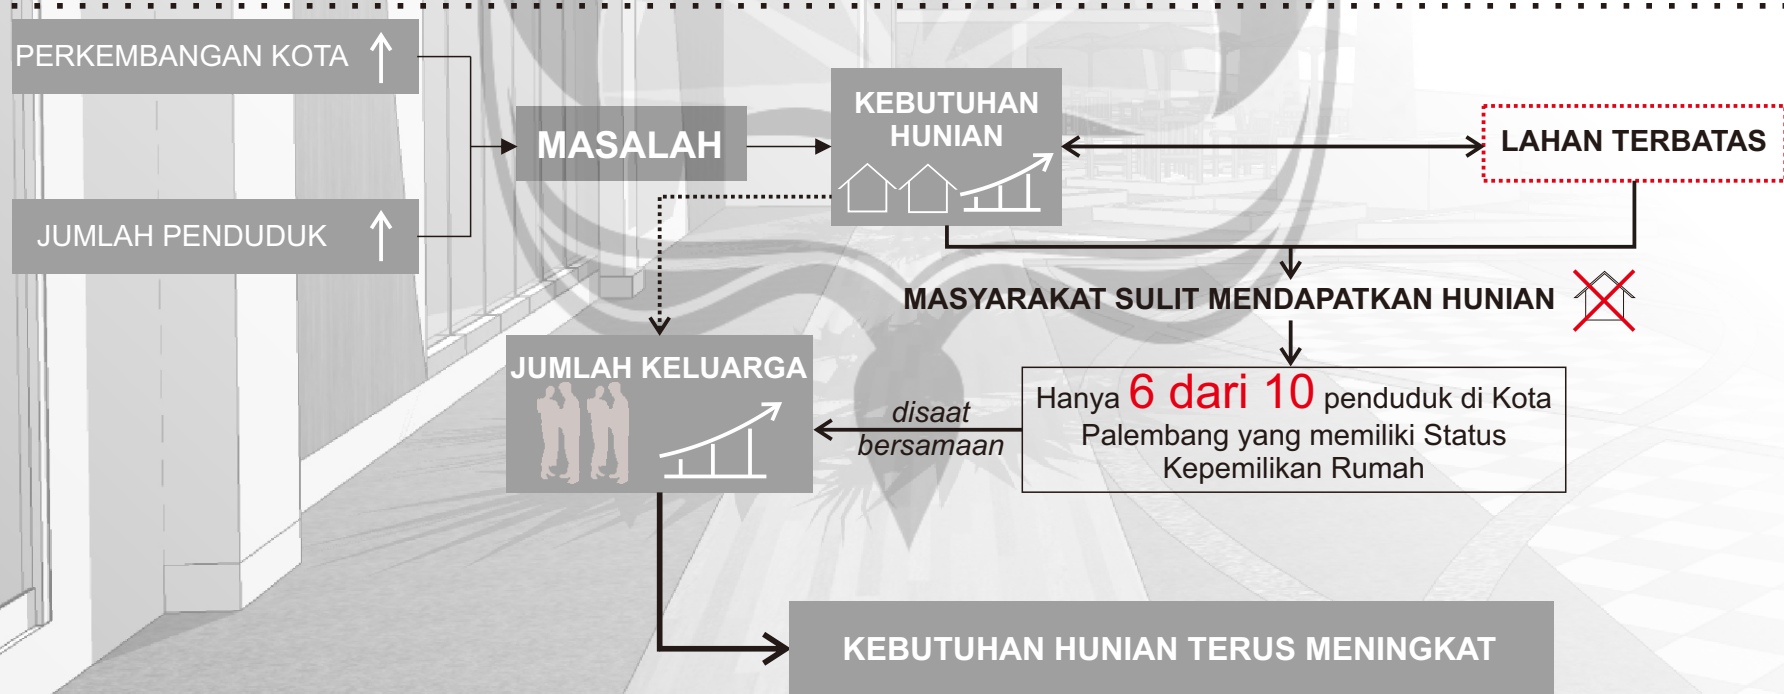 PERKEMBANGAN KOTA
JUMLAH PENDUDUK
MASALAH
KEBUTUHAN
HUNIAN
LAHAN TERBATAS
MASYARAKAT SULIT MENDAPATKAN HUNIAN
JUMLAH KELUARGA
disaat
bersamaan
Hanya 6 dari 10 penduduk di Kota
Palembang yang memiliki Status
Kepemilikan Rumah
KEBUTUHAN HUNIAN TERUS MENINGKAT